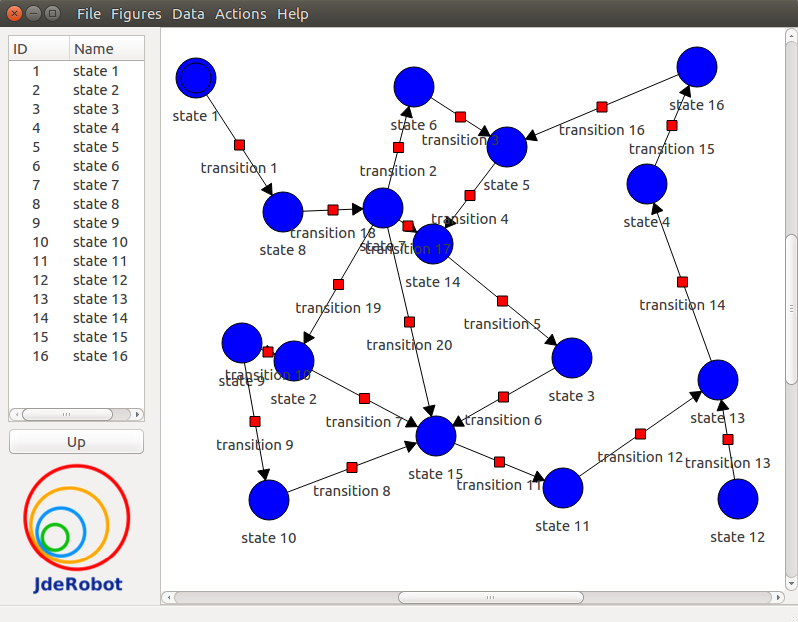 File Figures Data Actions Help
ID Name
1 state 1
2 state 2
3 state 3
4 state 4
5 state 5
6 state 6
7 state 7
8 state 8
9 state 9
10 state 10
11 state 11
12 state 12
13 state 13
14 state 14
15 state 15
16 state 16
Up
JdeRobot
state 1
state 16
state 6
transition 16
transition 3
transition 15
transition 1
transition 2
state 5
transition 4
state 4
transition 18
state 8
state 7
transition 17
state 14
transition 19
transition 14
transition 5
transition 20
transition 10
state 9
state 2
state 3
transition 7
transition 6
state 13
transition 9
transition 12
transition 13
state 15
transition 8
transition 11
state 11
state 10
state 12